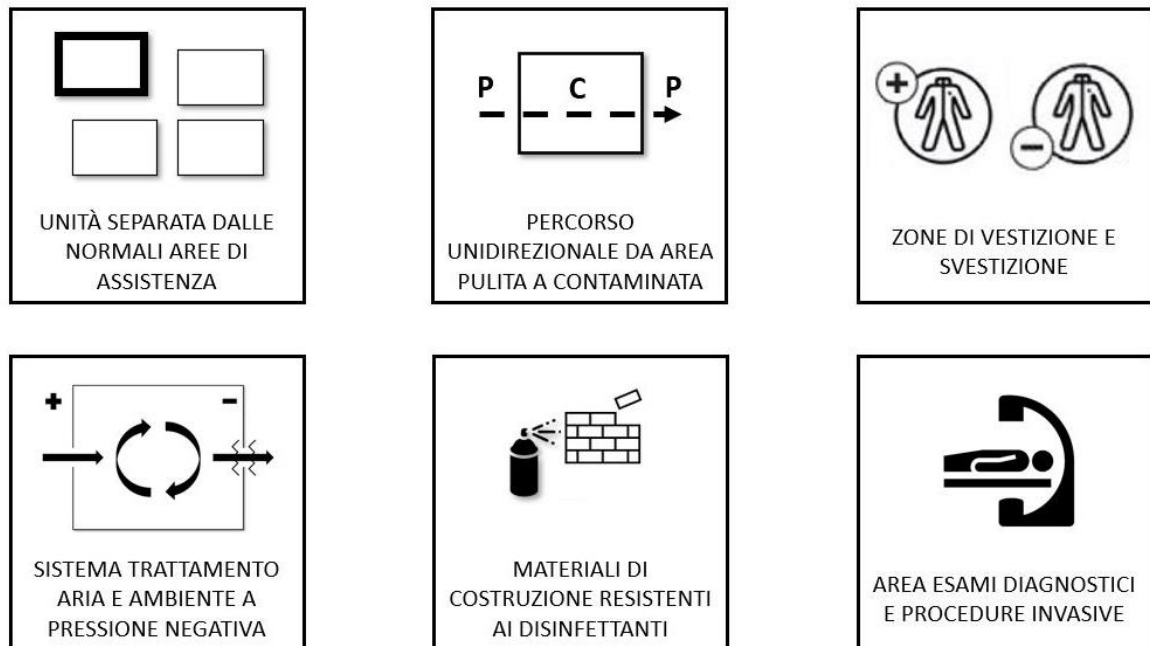 UNITÀ SEPARATA DALLE
NORMALI AREE DI
ASSISTENZA
P C P
PERCORSO
UNIDIREZIONALE DA AREA
PULITA A CONTAMINATA
+
−
ZONE DI VESTIZIONE E
SVESTIZIONE
+ −
SISTEMA TRATTAMENTO
ARIA E AMBIENTE A
PRESSIONE NEGATIVA
MATERIALI DI
COSTRUZIONE RESISTENTI
AI DISINFETTANTI
AREA ESAMI DIAGNOSTICI
E PROCEDURE INVASIVE